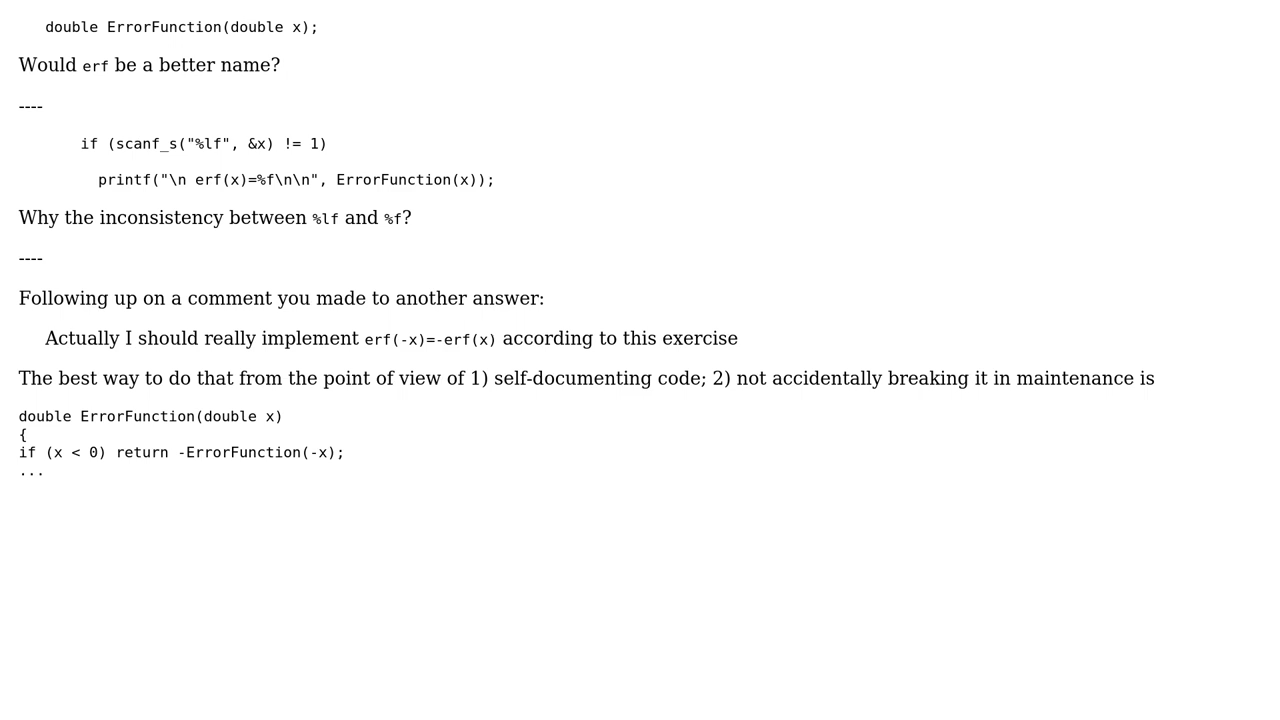 double ErrorFunction(double x);
Would erf be a better name?
----
if (scanf_s("%lf", &x) != 1)
printf("\n erf(x)=%f\n\n", ErrorFunction(x));
Why the inconsistency between %lf and %f?
----
Following up on a comment you made to another answer:
Actually I should really implement erf(-x)=-erf(x) according to this exercise
The best way to do that from the point of view of 1) self-documenting code; 2) not accidentally breaking it in maintenance is
double ErrorFunction(double x)
{
if (x < 0) return -ErrorFunction(-x);
...